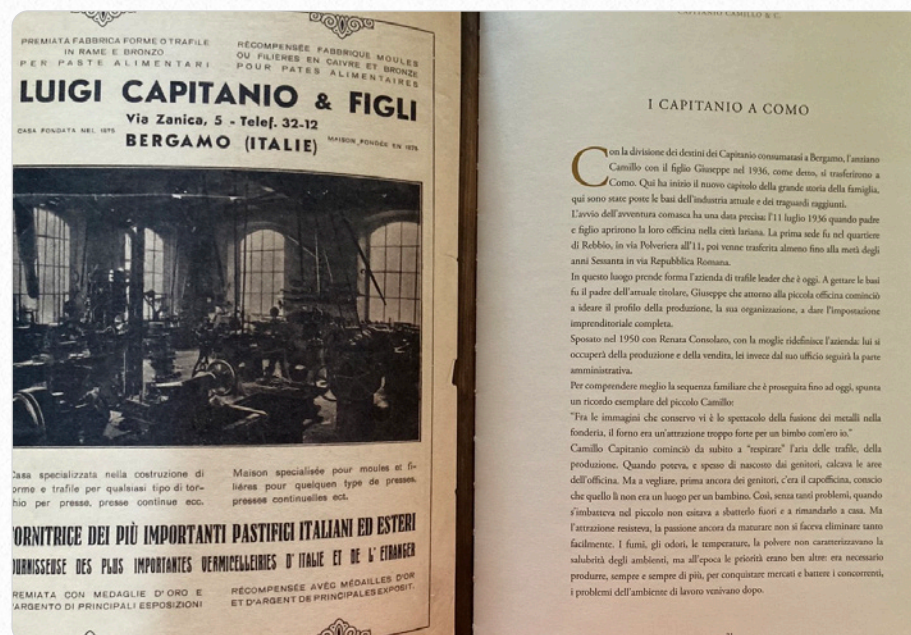 PREMIATA FABBRICA FORME O TRAFILE
IN RAME E BRONZO
PER PASTE ALIMENTARI
RÉCOMPENSÉE FABBRIQUE MOULES
OU FILIÈRES EN CAIVRE ET BRONZE
POUR PATES ALIMENTAIRES
LUIGI CAPITANIO & FIGLI
CASA FONDATA NEL 1875
Via Zanica, 5 - Telef. 32-12
BERGAMO (ITALIE)
MAISON FONDÉE EN 1875
Casa specializzata nella costruzione di
orme e trafile per qualsiasi tipo di tor-
hio per presse, presse continue ecc.
Maison specialisée pour moules et fi-
lières pour quelquen type de presses,
presses continuelles ect.
FORNITRICE DEI PIÙ IMPORTANTI PASTIFICI ITALIANI ED ESTERI
OURNISSEUSE DES PLUS IMPORTANTES VERMICELLEIRIES D'ITALIE ET DE L'ETRANGER
REMIATA CON MEDAGLIE D'ORO E
'ARGENTO DI PRINCIPALI ESPOSIZIONI
RÉCOMPENSÉE AVEC MÉDAILLES D'OR
ET D'ARGENT DE PRINCIPALES EXPOSIT.
CAPITANIO CAMILLO & C.
I CAPITANIO A COMO
Con la divisione dei destini dei Capitanio consumatasi a Bergamo, l'anziano
Camillo con il figlio Giuseppe nel 1936, come detto, si trasferirono a
Como. Qui ha inizio il nuovo capitolo della grande storia della famiglia,
qui sono state poste le basi dell'industria attuale e dei traguardi raggiunti.
L'avvio dell'avventura comasca ha una data precisa: l'11 luglio 1936 quando padre
e figlio aprirono la loro officina nella città lariana. La prima sede fu nel quartiere
di Rebbio, in via Polveriera all'11, poi venne trasferita almeno fino alla metà degli
anni Sessanta in via Repubblica Romana.
In questo luogo prende forma l'azienda di trafile leader che è oggi. A gettare le basi
fu il padre dell'attuale titolare, Giuseppe che attorno alla piccola officina cominciò
a ideare il profilo della produzione, la sua organizzazione, a dare l'impostazione
imprenditoriale completa.
Sposato nel 1950 con Renata Consolaro, con la moglie ridefinisce l'azienda: lui si
occuperà della produzione e della vendita, lei invece dal suo ufficio seguirà la parte
amministrativa.
Per comprendere meglio la sequenza familiare che è proseguita fino ad oggi, spunta
un ricordo esemplare del piccolo Camillo:
"Fra le immagini che conservo vi è lo spettacolo della fusione dei metalli nella
fonderia, il forno era un'attrazione troppo forte per un bimbo com'ero io."
Camillo Capitanio cominciò da subito a "respirare" l'aria delle trafile, della
produzione. Quando poteva, e spesso di nascosto dai genitori, calcava le aree
dell'officina. Ma a vegliare, prima ancora dei genitori, c'era il capofficina, conscio
che quello lì non era un luogo per un bambino. Così, senza tanti problemi, quando
s'imbatteva nel piccolo non esitava a sbatterlo fuori e a rimandarlo a casa. Ma
l'attrazione resisteva, la passione ancora da maturare non si faceva eliminare tanto
facilmente. I fumi, gli odori, le temperature, la polvere non caratterizzavano la
salubrità degli ambienti, ma all'epoca le priorità erano ben altre: era necessario
produrre, sempre e sempre di più, per conquistare mercati e battere i concorrenti,
i problemi dell'ambiente di lavoro venivano dopo.